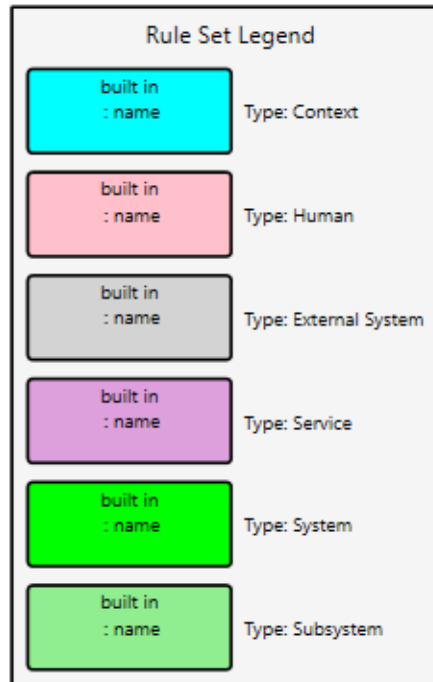 Rule Set Legend
built in
: name
Type: Context
built in
: name
Type: Human
built in
: name
Type: External System
built in
: name
Type: Service
built in
: name
Type: System
built in
: name
Type: Subsystem